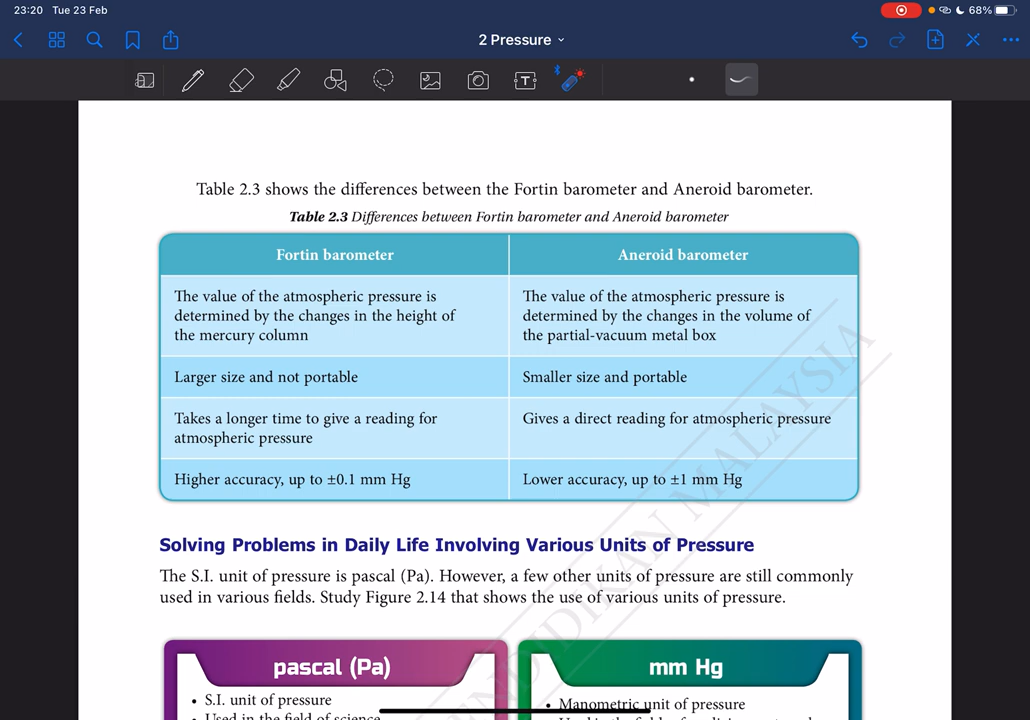 23:20 Tue 23 Feb
68%
2 Pressure
T
Table 2.3 shows the differences between the Fortin barometer and Aneroid barometer.
Table 2.3 Differences between Fortin barometer and Aneroid barometer
Fortin barometer
Aneroid barometer
The value of the atmospheric pressure is
determined by the changes in the height of
the mercury column
The value of the atmospheric pressure is
determined by the changes in the volume of
the partial-vacuum metal box
Larger size and not portable
Smaller size and portable
Takes a longer time to give a reading for
atmospheric pressure
Gives a direct reading for atmospheric pressure
Higher accuracy, up to ±0.1 mm Hg
Lower accuracy, up to ±1 mm Hg
Solving Problems in Daily Life Involving Various Units of Pressure
The S.I. unit of pressure is pascal (Pa). However, a few other units of pressure are still commonly
used in various fields. Study Figure 2.14 that shows the use of various units of pressure.
pascal (Pa)
• S.I. unit of pressure
• Used in the field of science
mm Hg
• Manometric unit of pressure
MALAYSIA